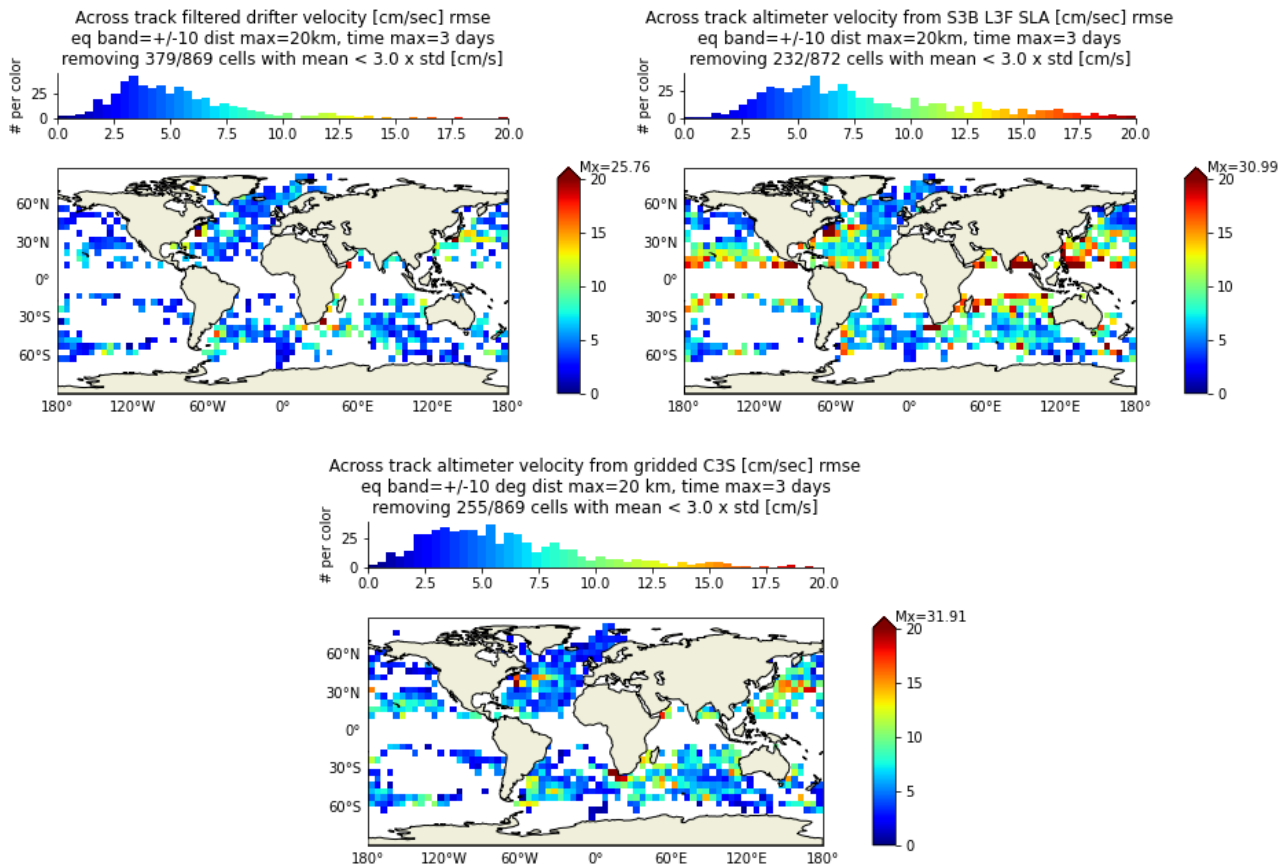 Across track filtered drifter velocity [cm/sec] rmse
eq band=+/-10 dist max=20km, time max=3 days
removing 379/869 cells with mean < 3.0 x std [cm/s]
# per color
25
0
0.0 2.5 5.0 7.5 10.0 12.5 15.0 17.5 20.0
Mx=25.76
20
15
10
5
0
60°N
30°N
0°
30°S
60°S
180° 120°W 60°W 0° 60°E 120°E 180°
Across track altimeter velocity from S3B L3F SLA [cm/sec] rmse
eq band=+/-10 dist max=20km, time max=3 days
removing 232/872 cells with mean < 3.0 x std [cm/s]
# per color
25
0
0.0 2.5 5.0 7.5 10.0 12.5 15.0 17.5 20.0
Mx=30.99
20
15
10
5
0
60°N
30°N
0°
30°S
60°S
180° 120°W 60°W 0° 60°E 120°E 180°
Across track altimeter velocity from gridded C3S [cm/sec] rmse
eq band=+/-10 deg dist max=20 km, time max=3 days
removing 255/869 cells with mean < 3.0 x std [cm/s]
# per color
25
0
0.0 2.5 5.0 7.5 10.0 12.5 15.0 17.5 20.0
Mx=31.91
20
15
10
5
0
60°N
30°N
0°
30°S
60°S
180° 120°W 60°W 0° 60°E 120°E 180°